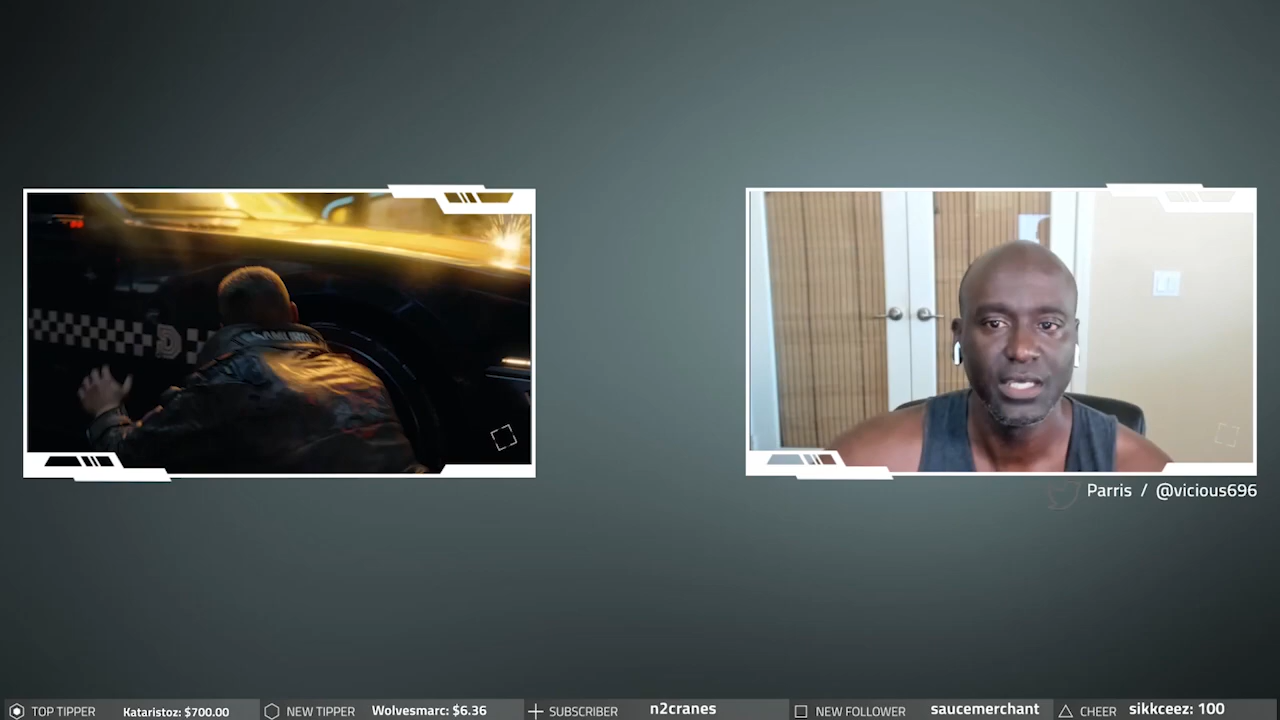 SAMURAI
D
Parris / @vicious696
TOP TIPPER Kataristoz: $700.00
NEW TIPPER Wolvesmarc: $6.36
SUBSCRIBER n2cranes
NEW FOLLOWER saucemerchant
CHEER sikkceez: 100